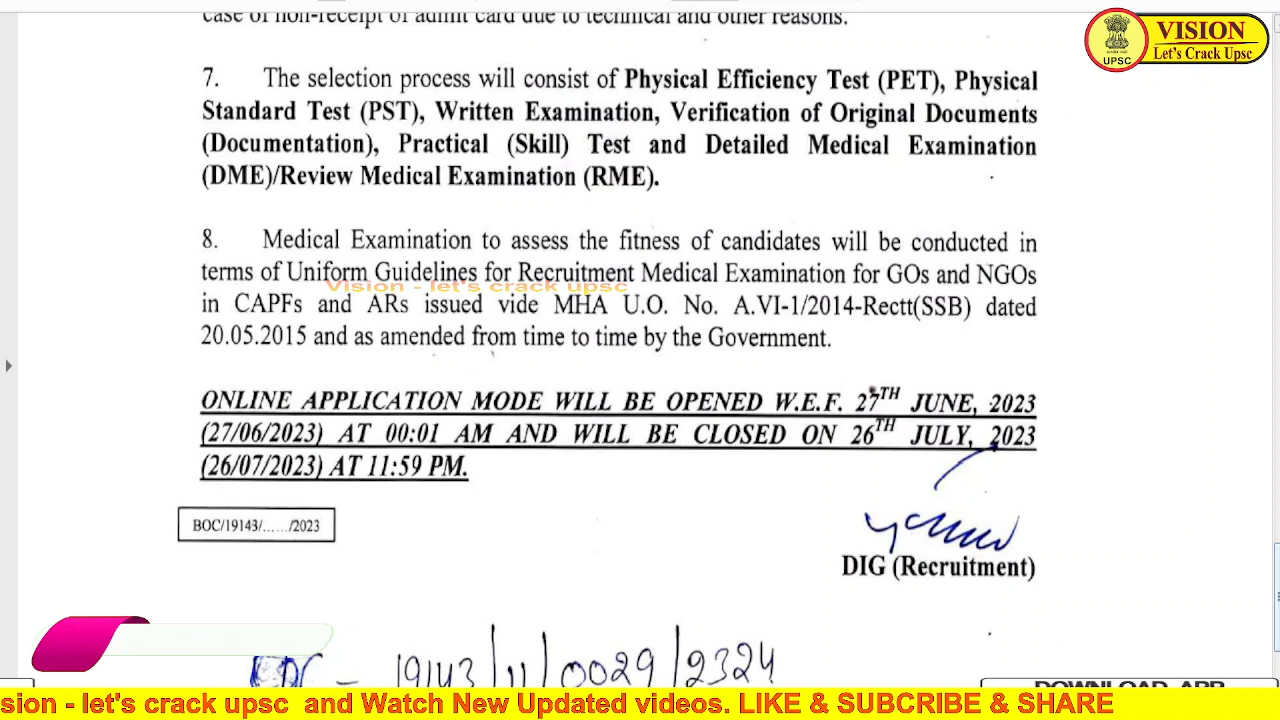 case of non-receipt of admit card due to technical and other reasons.
VISION
Let's Crack Upsc
UPSC
7. The selection process will consist of Physical Efficiency Test (PET), Physical
Standard Test (PST), Written Examination, Verification of Original Documents
(Documentation), Practical (Skill) Test and Detailed Medical Examination
(DME)/Review Medical Examination (RME).
8. Medical Examination to assess the fitness of candidates will be conducted in
terms of Uniform Guidelines for Recruitment Medical Examination for GOs and NGOs
Vision - let's crack upsc
in CAPFs and ARs issued vide MHA U.O. No. A.VI-1/2014-Rectt(SSB) dated
20.05.2015 and as amended from time to time by the Government.
ONLINE APPLICATION MODE WILL BE OPENED W.E.F. 27TH JUNE, 2023
(27/06/2023) AT 00:01 AM AND WILL BE CLOSED ON 26TH JULY, 2023
(26/07/2023) AT 11:59 PM.
BOC/19143/....../2023
DIG (Recruitment)
19143/11/0029/2324
DOWNLOAD APP
sion - let's crack upsc and Watch New Updated videos. LIKE & SUBCRIBE & SHARE